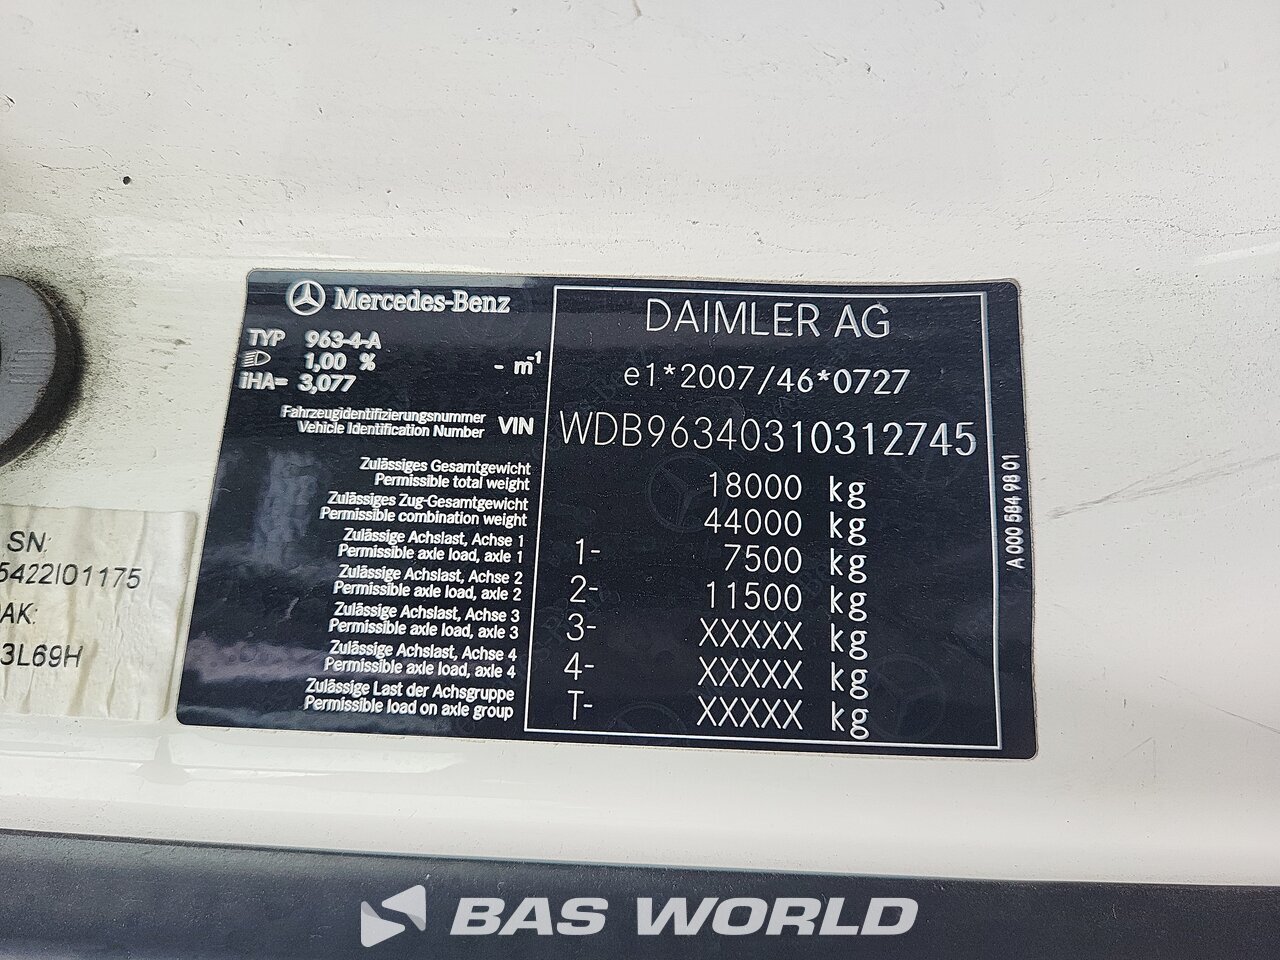 Mercedes-Benz
TYP 963-4-A
1,00 % - m-1
iHA= 3,077
Fahrzeugidentifizierungsnummer
Vehicle Identification Number VIN
Zulässiges Gesamtgewicht
Permissible total weight
Zulässiges Zug-Gesamtgewicht
Permissible combination weight
Zulässige Achslast, Achse 1
Permissible axle load, axle 1
Zulässige Achslast, Achse 2
Permissible axle load, axle 2
Zulässige Achslast, Achse 3
Permissible axle load, axle 3
Zulässige Achslast, Achse 4
Permissible axle load, axle 4
Zulässige Last der Achsgruppe
Permissible load on axle group
DAIMLER AG
e1*2007/46*0727
WDB96340310312745
18000 kg
44000 kg
1- 7500 kg
2- 11500 kg
3- XXXXX kg
4- XXXXX kg
T- XXXXX kg
A 000 584 98 01
SN:
5422I01175
AK:
3L69H
BAS WORLD